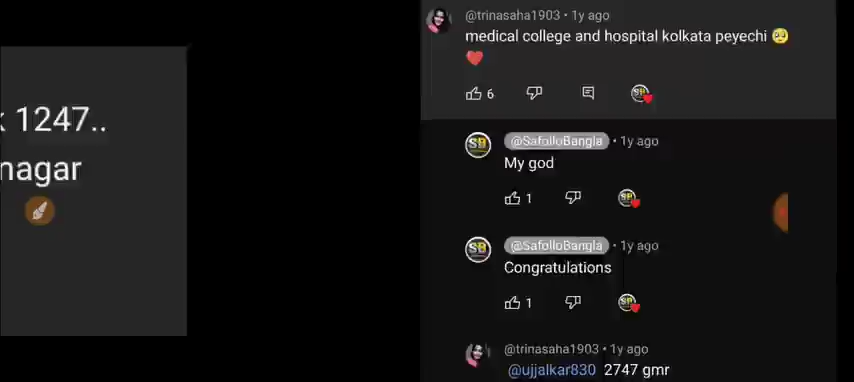 1247..
nagar
@trinasaha1903 • 1y ago
medical college and hospital kolkata peyechi 🥹
❤️
6
@SafolloBangla • 1y ago
My god
1
@SafolloBangla • 1y ago
Congratulations
1
@trinasaha1903 • 1y ago
@ujjalkar830 2747 gmr